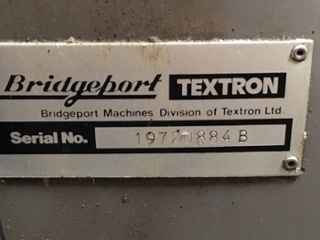 Bridgeport TEXTRON
Bridgeport Machines Division of Textron Ltd.
Serial No.